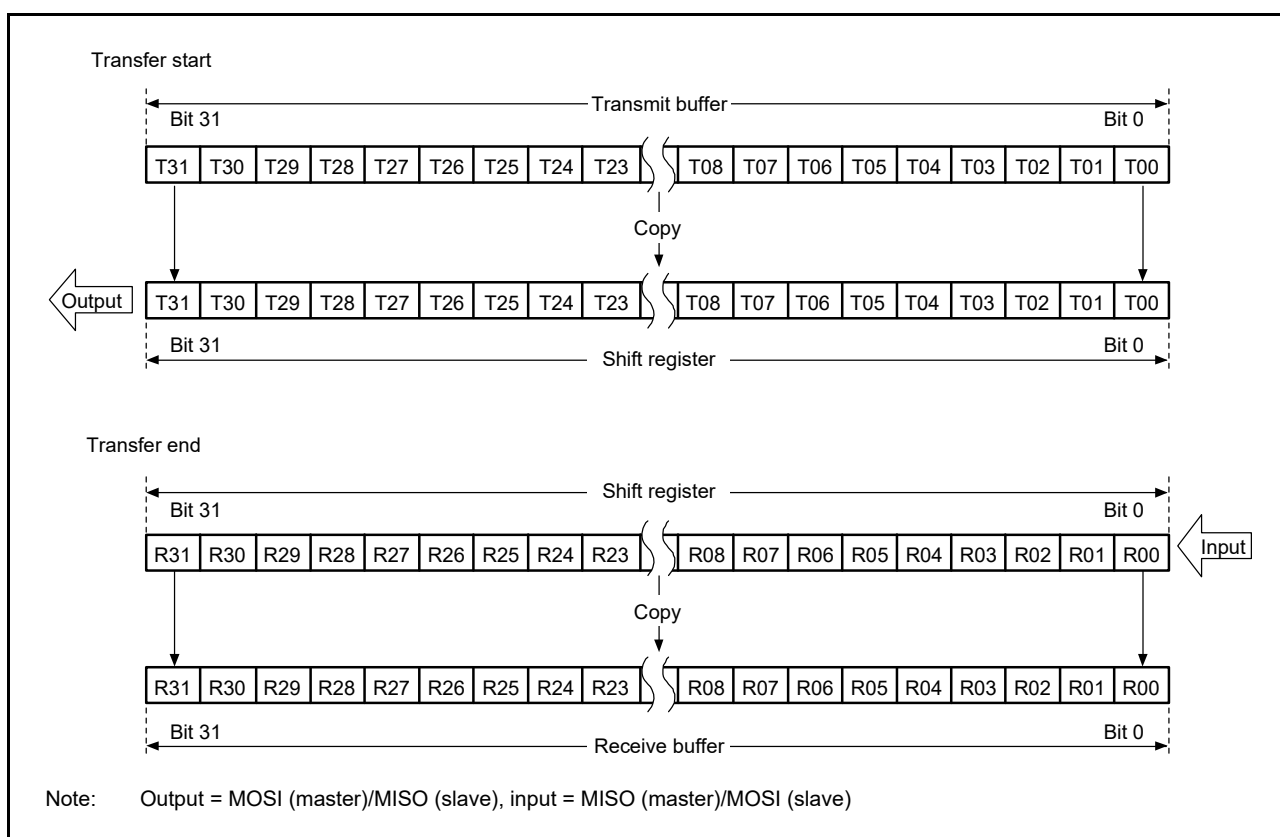 Transfer start
Transmit buffer
Bit 31 Bit 0
T31 T30 T29 T28 T27 T26 T25 T24 T23 T08 T07 T06 T05 T04 T03 T02 T01 T00
Copy
Output T31 T30 T29 T28 T27 T26 T25 T24 T23 T08 T07 T06 T05 T04 T03 T02 T01 T00
Bit 31 Bit 0
Shift register
Transfer end
Shift register
Bit 31 Bit 0
R31 R30 R29 R28 R27 R26 R25 R24 R23 R08 R07 R06 R05 R04 R03 R02 R01 R00 Input
Copy
R31 R30 R29 R28 R27 R26 R25 R24 R23 R08 R07 R06 R05 R04 R03 R02 R01 R00
Bit 31 Bit 0
Receive buffer
Note: Output = MOSI (master)/MISO (slave), input = MISO (master)/MOSI (slave)